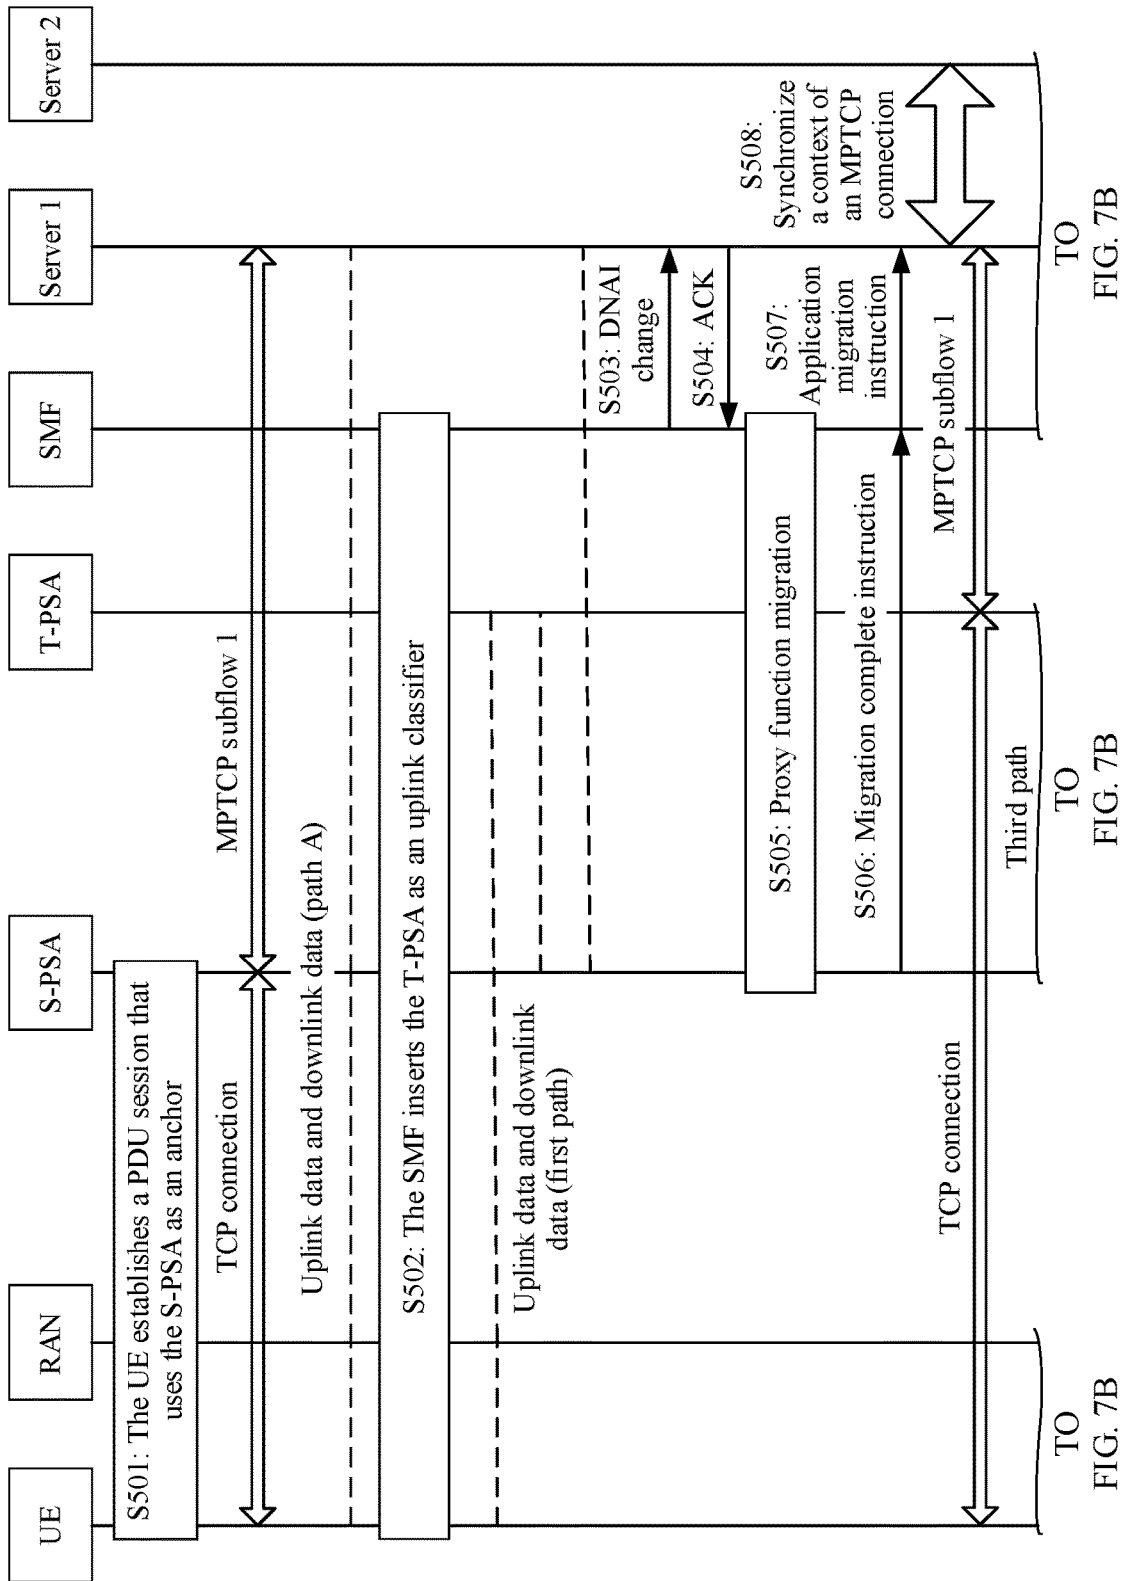 UE
RAN
S-PSA
T-PSA
SMF
Server 1
Server 2
S501: The UE establishes a PDU session that
uses the S-PSA as an anchor
TCP connection
MPTCP subflow 1
Uplink data and downlink data (path A)
S502: The SMF inserts the T-PSA as an uplink classifier
Uplink data and downlink
data (first path)
S503: DNAI
change
S504: ACK
S505: Proxy function migration
S506: Migration complete instruction
S507:
Application
migration
instruction
S508:
Synchronize
a context of
an MPTCP
connection
TCP connection
MPTCP subflow 1
Third path
TO
FIG. 7B
TO
FIG. 7B
TO
FIG. 7B